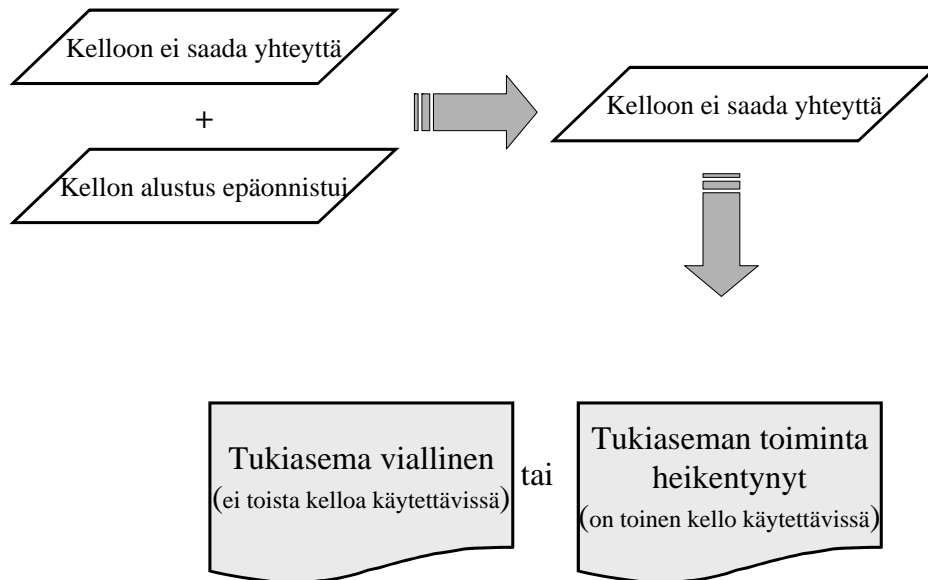 Kelloon ei saada yhteyttä
+
Kellon alustus epäonnistui
Kelloon ei saada yhteyttä
Tukiasema viallinen
(ei toista kelloa käytettävissä)
tai
Tukiaseman toiminta
heikentynyt
(on toinen kello käytettävissä)